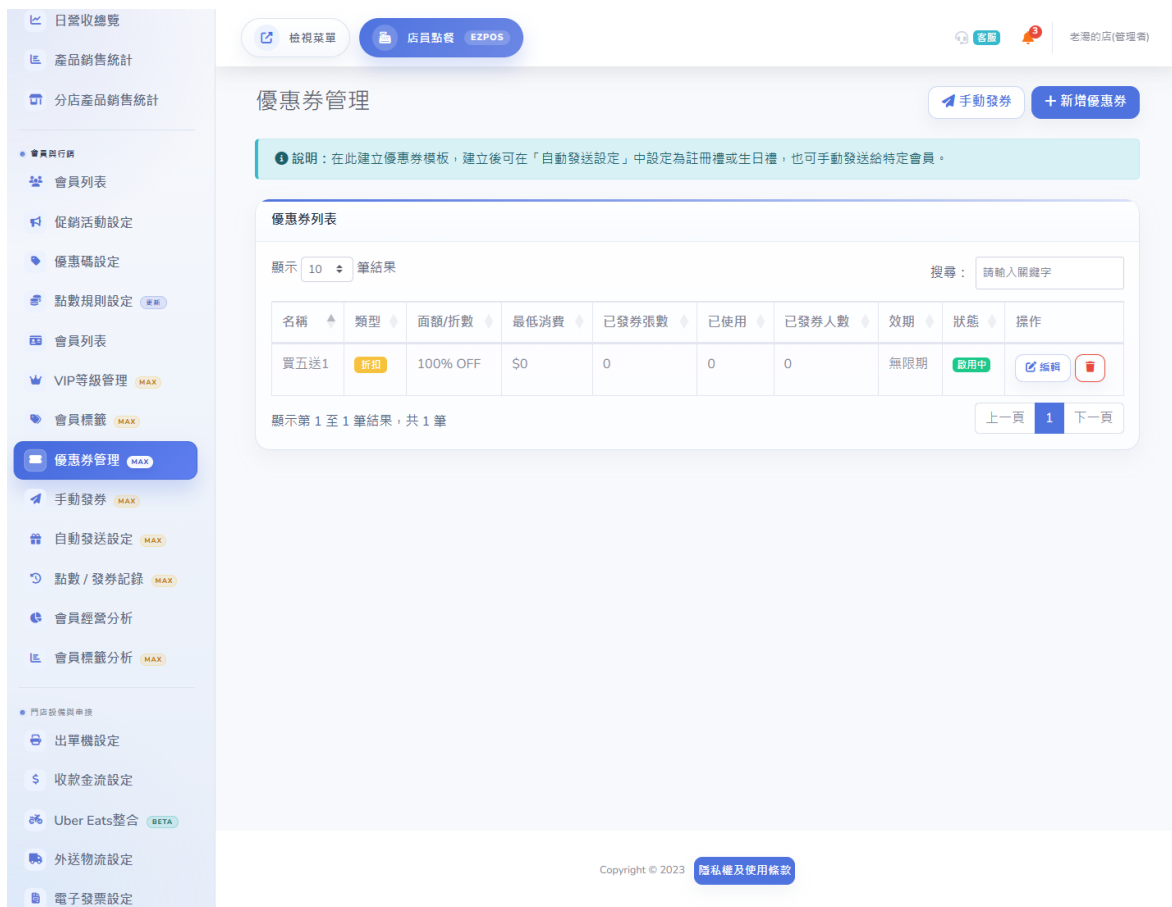 日營收總覽
產品銷售統計
分店產品銷售統計
會員與行銷
會員列表
促銷活動設定
優惠碼設定
點數規則設定 更新
會員列表
VIP等級管理 MAX
會員標籤 MAX
優惠券管理 MAX
手動發券 MAX
自動發送設定 MAX
點數 / 發券記錄 MAX
會員經營分析
會員標籤分析 MAX
門店設備與串接
出單機設定
收款金流設定
Uber Eats整合 BETA
外送物流設定
電子發票設定
檢視菜單 店員點餐 EZPOS 客服 3 老湯的店(管理者)
優惠券管理 手動發券 +新增優惠券
說明：在此建立優惠券模板，建立後可在「自動發送設定」中設定為註冊禮或生日禮，也可手動發送給特定會員。
優惠券列表
顯示 10 筆結果 搜尋： 請輸入關鍵字
名稱 類型 面額/折數 最低消費 已發券張數 已使用 已發券人數 效期 狀態 操作
買五送1 折扣 100% OFF $0 0 0 0 無限期 啟用中 編輯
顯示第 1 至 1 筆結果，共 1 筆 上一頁 1 下一頁
Copyright © 2023 隱私權及使用條款